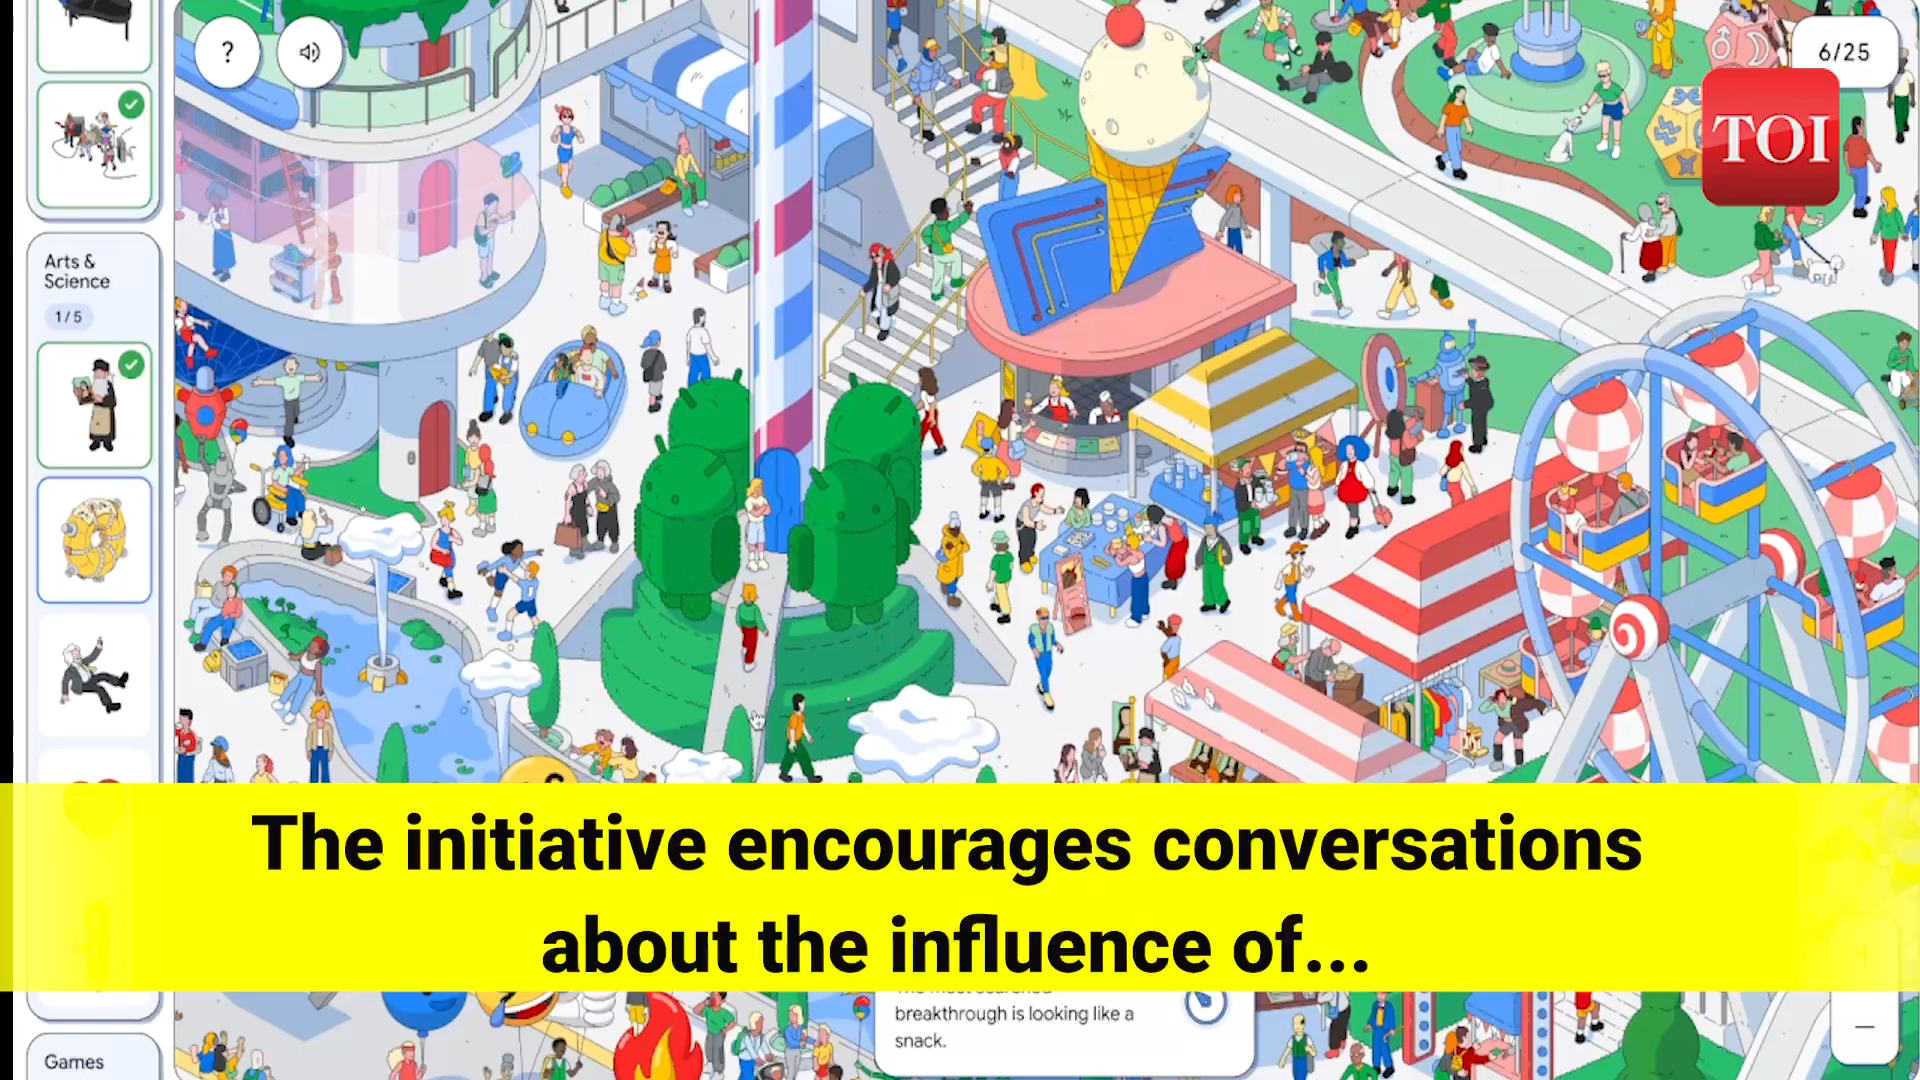 ?
6/25
TOI
Arts &
Science
1/5
The initiative encourages conversations
about the influence of...
breakthrough is looking like a
snack.
Games